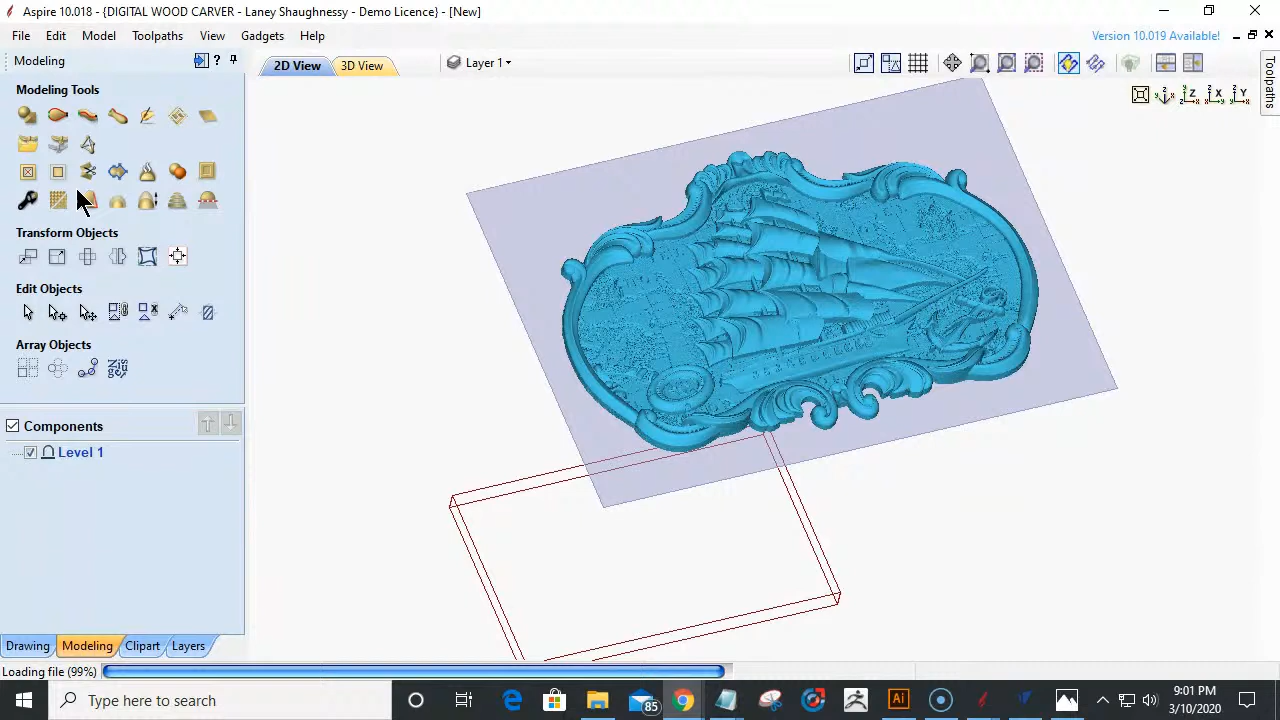 Aspire 10.018 - {DIGITAL WOOD CARVER - Laney Shaughnessy - Demo Licence} - [New]
File Edit Model Toolpaths View Gadgets Help
Version 10.019 Available!
Modeling
2D View 3D View
Layer 1
Toolpaths
Modeling Tools
Z X Y
Transform Objects
Edit Objects
Array Objects
Components
Level 1
Drawing Modeling Clipart Layers
Loading file (99%)
Type here to search
85
Ai
9:01 PM
3/10/2020